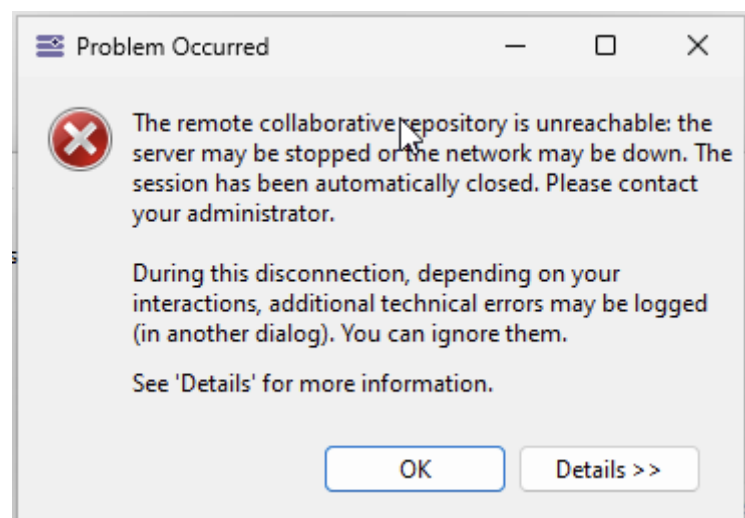 Problem Occurred
The remote collaborative repository is unreachable: the
server may be stopped or the network may be down. The
session has been automatically closed. Please contact
your administrator.
During this disconnection, depending on your
interactions, additional technical errors may be logged
(in another dialog). You can ignore them.
See 'Details' for more information.
OK
Details >>